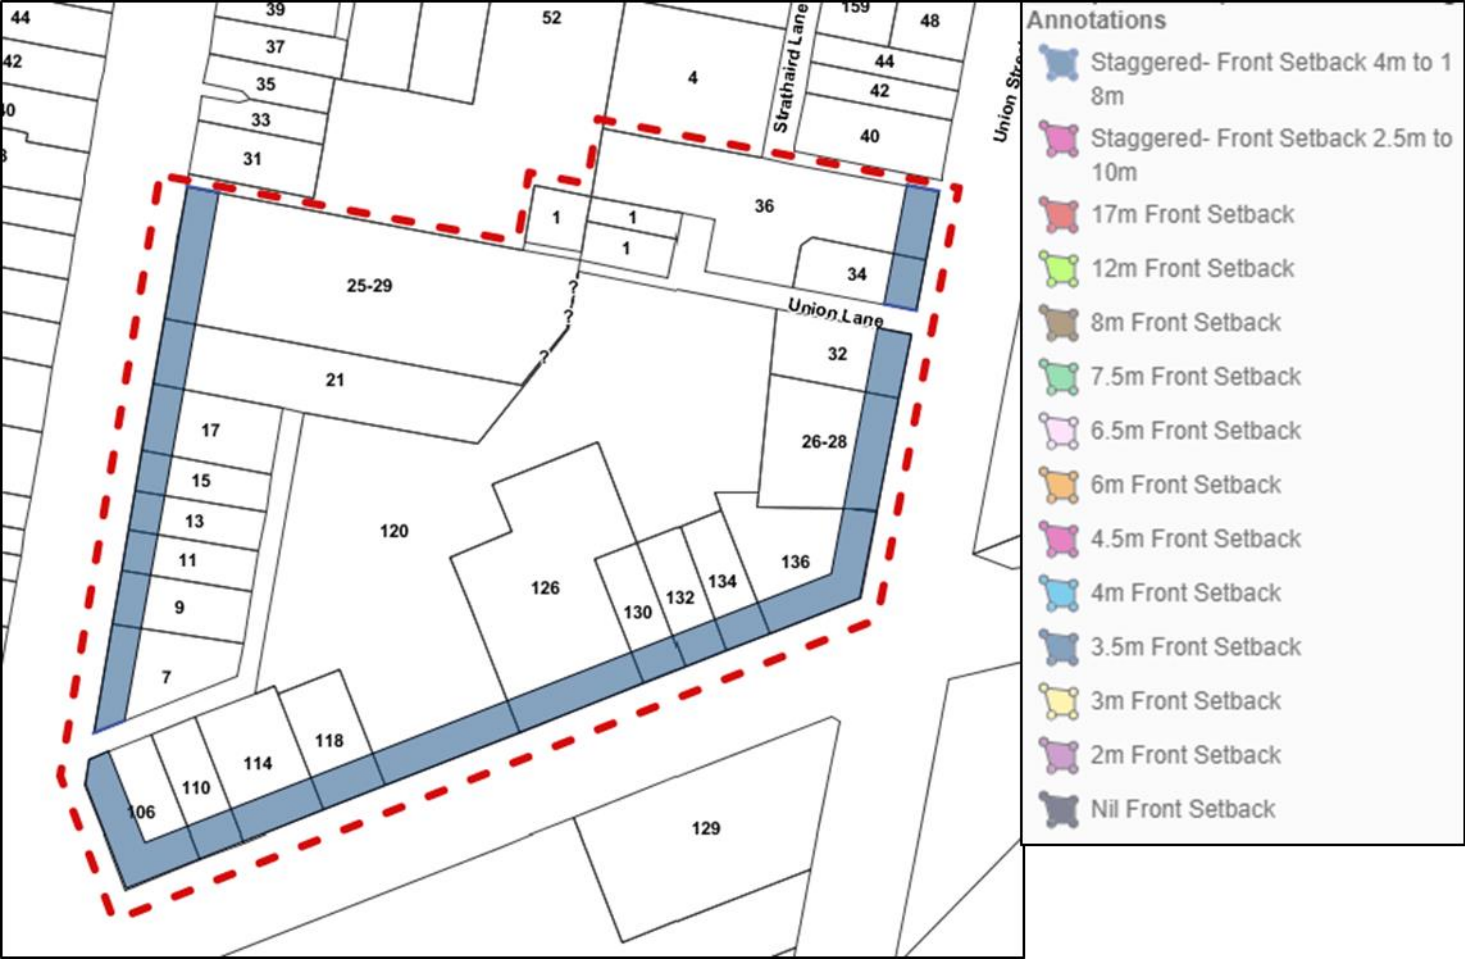 44
39
52
159
48
37
42
44
35
4
42
33
40
31
Strathaird Lane
36
1
1
1
34
25-29
Union Lane
32
21
17
26-28
15
13
120
11
136
126
134
9
132
130
7
118
114
110
106
129
Annotations
Staggered- Front Setback 4m to 1
8m
Staggered- Front Setback 2.5m to
10m
17m Front Setback
12m Front Setback
8m Front Setback
7.5m Front Setback
6.5m Front Setback
6m Front Setback
4.5m Front Setback
4m Front Setback
3.5m Front Setback
3m Front Setback
2m Front Setback
Nil Front Setback
?
?
?
Union